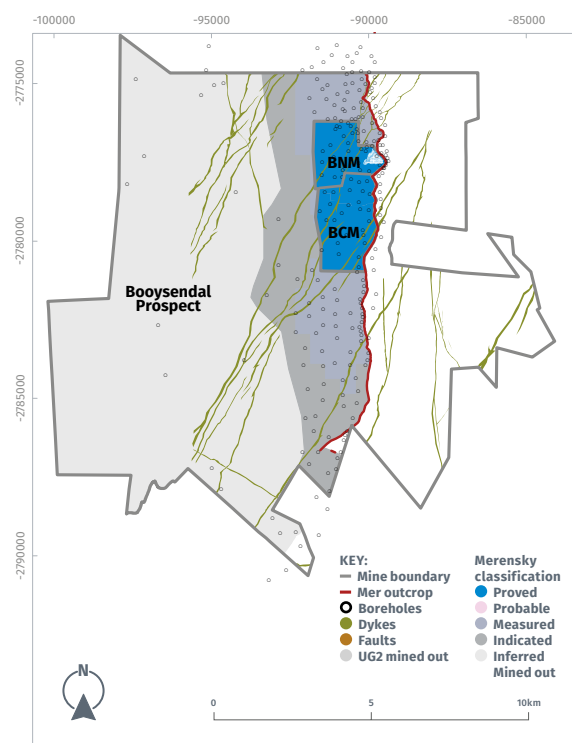 -100000
-95000
-90000
-85000
-2775000
-2780000
-2785000
-2790000
BNM
BCM
Booysendal
Prospect
KEY:
Mine boundary
Mer outcrop
Boreholes
Dykes
Faults
UG2 mined out
Merensky
classification
Proved
Probable
Measured
Indicated
Inferred
Mined out
N
0
5
10km